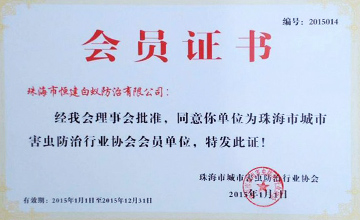 编号：2015014
会员证书
珠海市恒建白蚁防治有限公司：
经我会理事会批准，同意你单位为珠海市城市
害虫防治行业协会会员单位，特发此证！
珠海市城市害虫防治行业协会
2015年1月1日
有效期：2015年1月1日至2015年12月31日